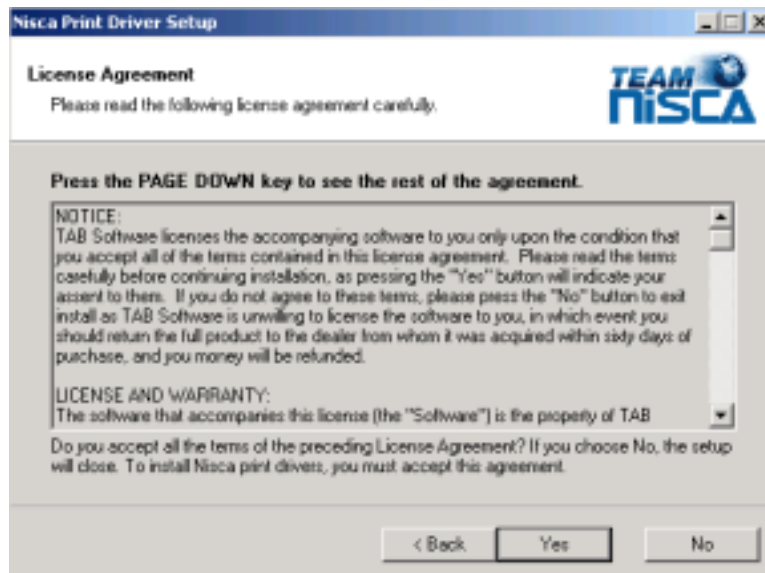 Nisca Print Driver Setup
License Agreement
Please read the following license agreement carefully.
TEAM
NiSCA
Press the PAGE DOWN key to see the rest of the agreement.
NOTICE:
TAB Software licenses the accompanying software to you only upon the condition that
you accept all of the terms contained in this license agreement. Please read the terms
carefully before continuing installation, as pressing the "Yes" button will indicate your
assent to them. If you do not agree to these terms, please press the "No" button to exit
install as TAB Software is unwilling to license the software to you, in which event you
should return the full product to the dealer from whom it was acquired within sixty days of
purchase, and you money will be refunded.
LICENSE AND WARRANTY:
The software that accompanies this license (the "Software") is the property of TAB
Do you accept all the terms of the preceding License Agreement? If you choose No, the setup
will close. To install Nisca print drivers, you must accept this agreement.
< Back
Yes
No